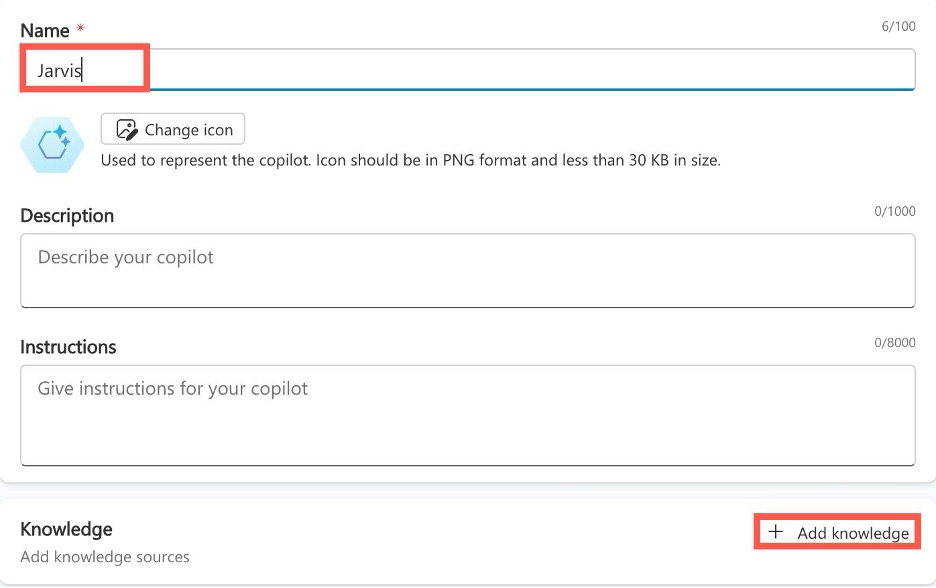 Name * 6/100
Jarvis
Change icon
Used to represent the copilot. Icon should be in PNG format and less than 30 KB in size.
Description 0/1000
Describe your copilot
Instructions 0/8000
Give instructions for your copilot
Knowledge
+ Add knowledge
Add knowledge sources